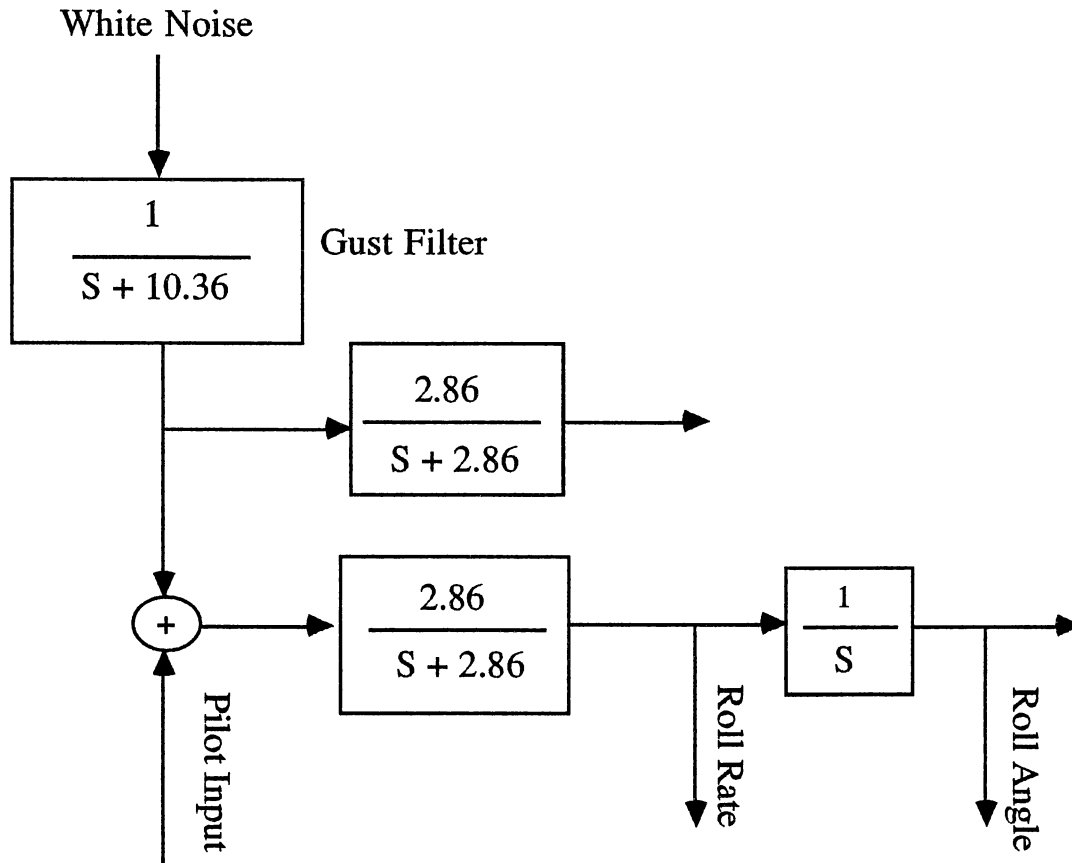 White Noise
1
S + 10.36
Gust Filter
2.86
S + 2.86
+
2.86
S + 2.86
1
S
Pilot Input
Roll Rate
Roll Angle